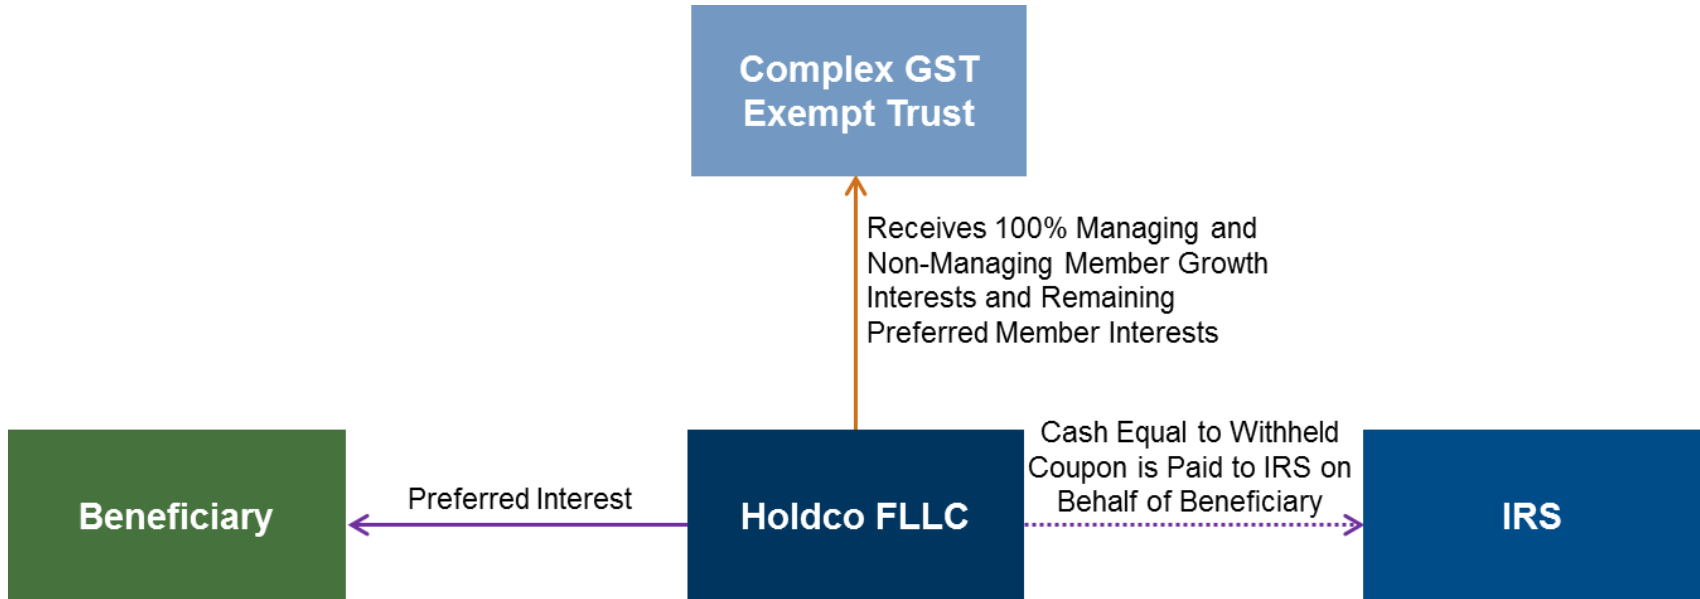 Complex GST
Exempt Trust
Receives 100% Managing and
Non-Managing Member Growth
Interests and Remaining
Preferred Member Interests
Beneficiary
Preferred Interest
Holdco FLLC
Cash Equal to Withheld
Coupon is Paid to IRS on
Behalf of Beneficiary
IRS